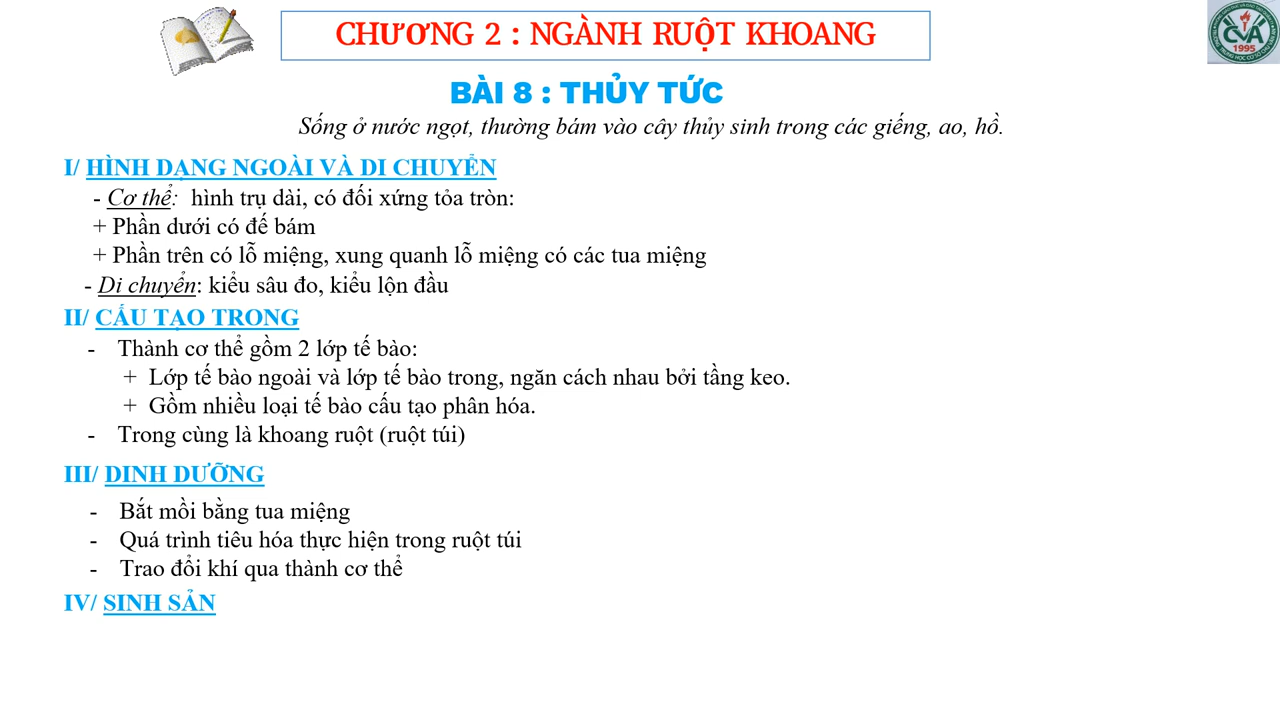 CHƯƠNG 2 : NGÀNH RUỘT KHOANG
CVA
1995
BÀI 8 : THỦY TỨC
Sống ở nước ngọt, thường bám vào cây thủy sinh trong các giếng, ao, hồ.
I/ HÌNH DẠNG NGOÀI VÀ DI CHUYỂN
- Cơ thể: hình trụ dài, có đối xứng tỏa tròn:
+ Phần dưới có đế bám
+ Phần trên có lỗ miệng, xung quanh lỗ miệng có các tua miệng
- Di chuyển: kiểu sâu đo, kiểu lộn đầu
II/ CẤU TẠO TRONG
- Thành cơ thể gồm 2 lớp tế bào:
+ Lớp tế bào ngoài và lớp tế bào trong, ngăn cách nhau bởi tầng keo.
+ Gồm nhiều loại tế bào cấu tạo phân hóa.
- Trong cùng là khoang ruột (ruột túi)
III/ DINH DƯỠNG
- Bắt mồi bằng tua miệng
- Quá trình tiêu hóa thực hiện trong ruột túi
- Trao đổi khí qua thành cơ thể
IV/ SINH SẢN